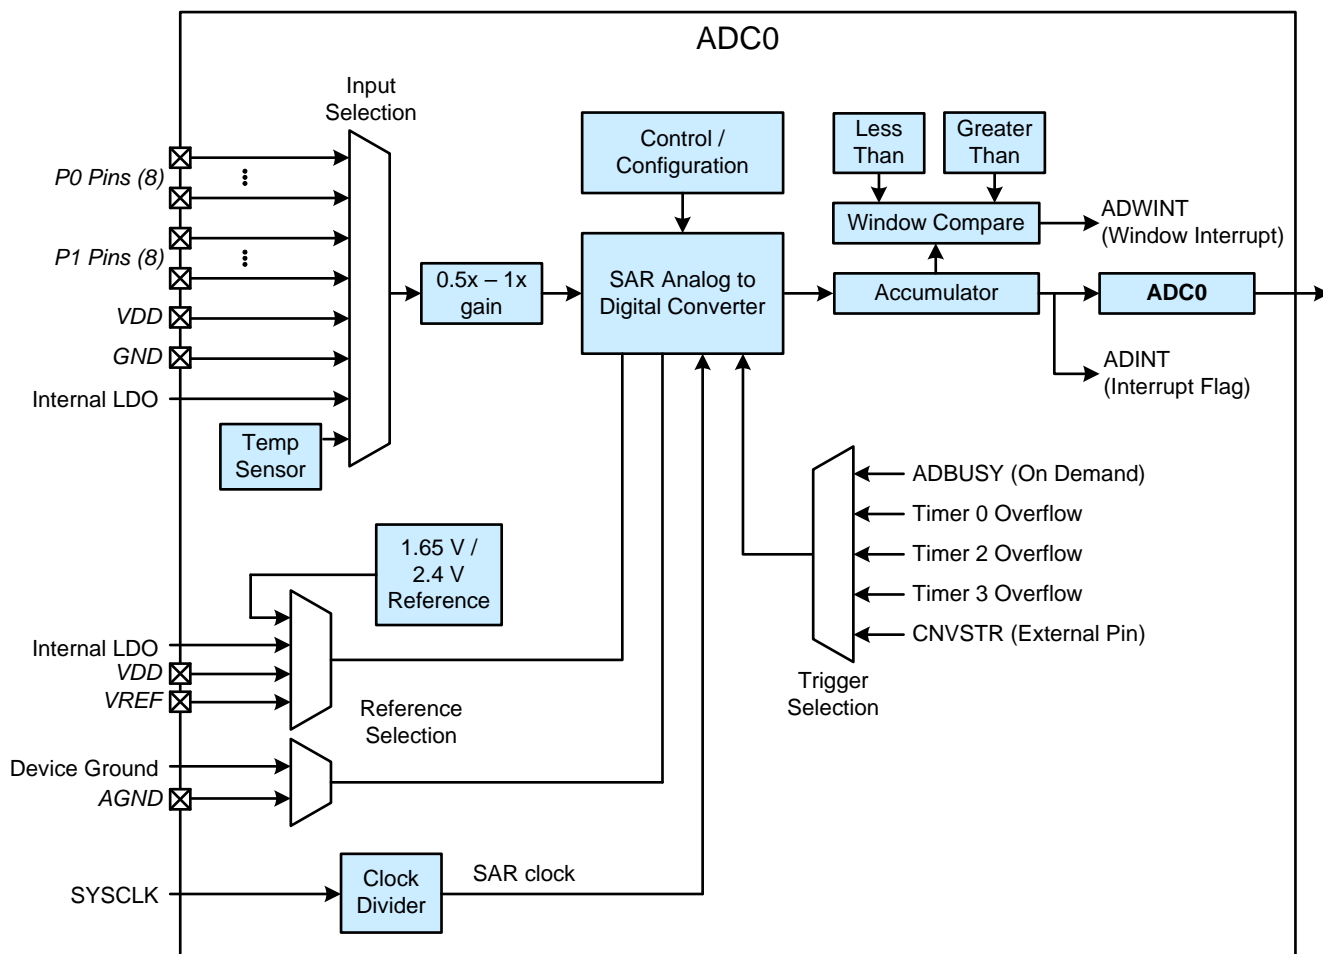 ADC0
Input
Selection
P0 Pins (8)
P1 Pins (8)
VDD
GND
Internal LDO
Temp
Sensor
0.5x – 1x
gain
Control /
Configuration
SAR Analog to
Digital Converter
Less
Than
Greater
Than
Window Compare
ADWINT
(Window Interrupt)
Accumulator
ADC0
ADINT
(Interrupt Flag)
ADBUSY (On Demand)
Timer 0 Overflow
Timer 2 Overflow
Timer 3 Overflow
CNVSTR (External Pin)
Trigger
Selection
1.65 V /
2.4 V
Reference
Internal LDO
VDD
VREF
Reference
Selection
Device Ground
AGND
SYSCLK
Clock
Divider
SAR clock